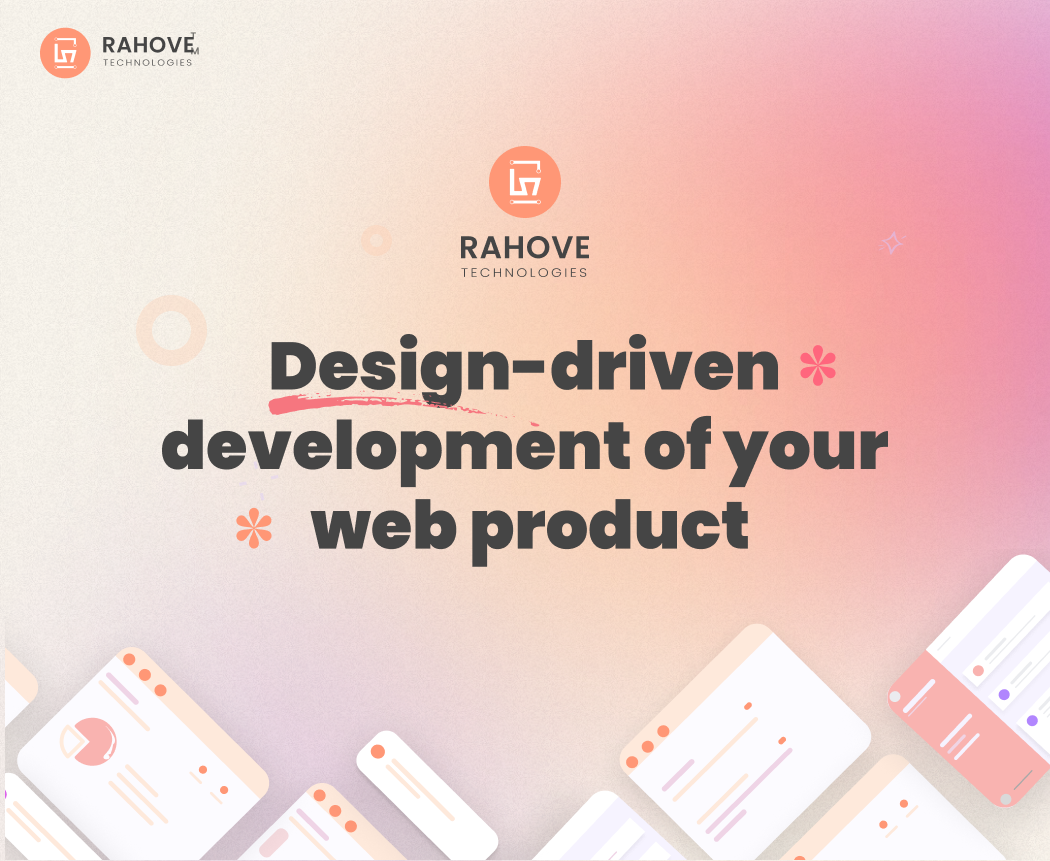 RAHOVE TM
TECHNOLOGIES
RAHOVE
TECHNOLOGIES
Design-driven
development of your
web product